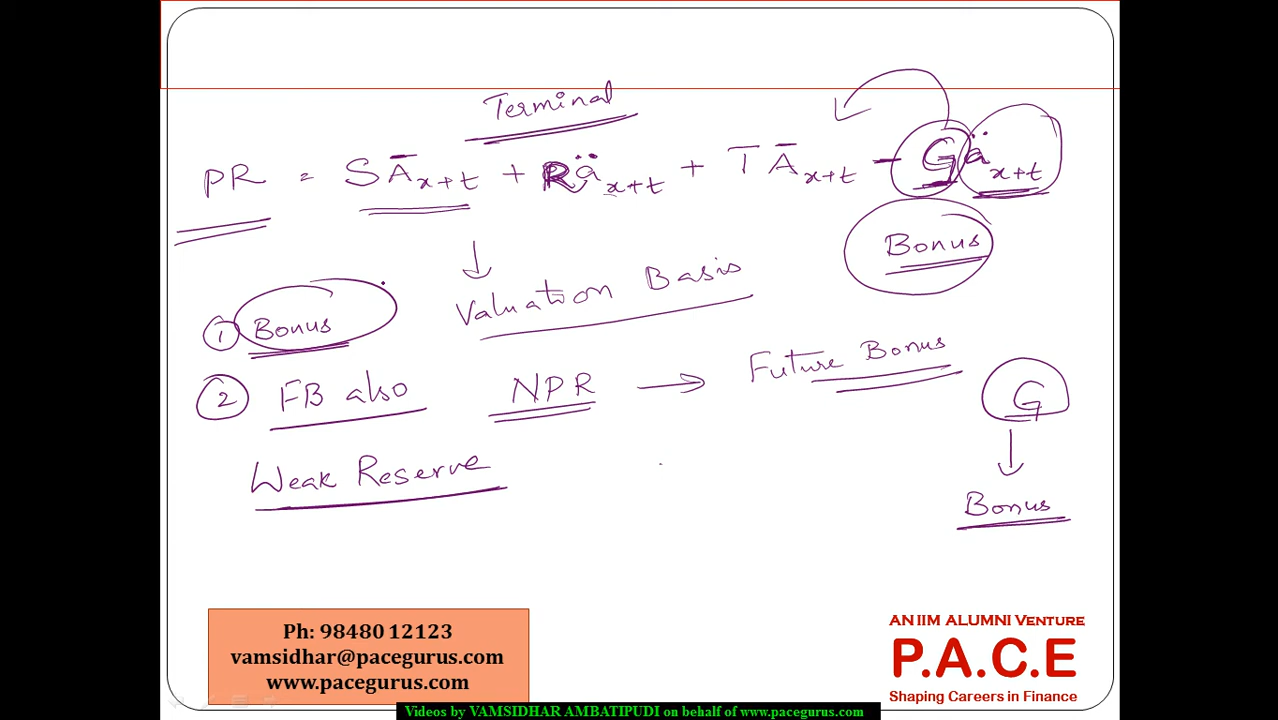 Terminal
PR = SĀx+t + Räx+t + TĀx+t - Gäx+t
Bonus
Valuation Basis
① Bonus
Future Bonus
② FB also NPR →
G
Weak Reserve
Bonus
Ph: 98480 12123
vamsidhar@pacegurus.com
www.pacegurus.com
AN IIM ALUMNI VENTURE
P.A.C.E
Shaping Careers in Finance
Videos by VAMSIDHAR AMBATIPUDI on behalf of www.pacegurus.com